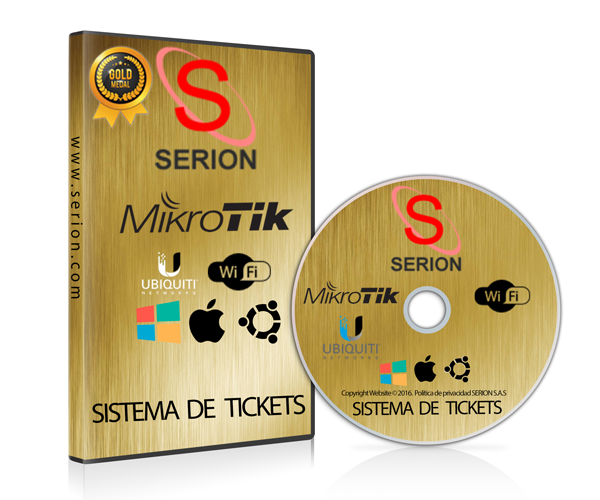 www.serion.com
GOLD
MEDAL
S
SERION
MikroTik
U
UBIQUITI
NETWORKS
Wi Fi
SISTEMA DE TICKETS
S
SERION
MikroTik
Wi Fi
U
UBIQUITI
NETWORKS
Copyright Website © 2016. Politica de privacidad SERION S.A.S
SISTEMA DE TICKETS